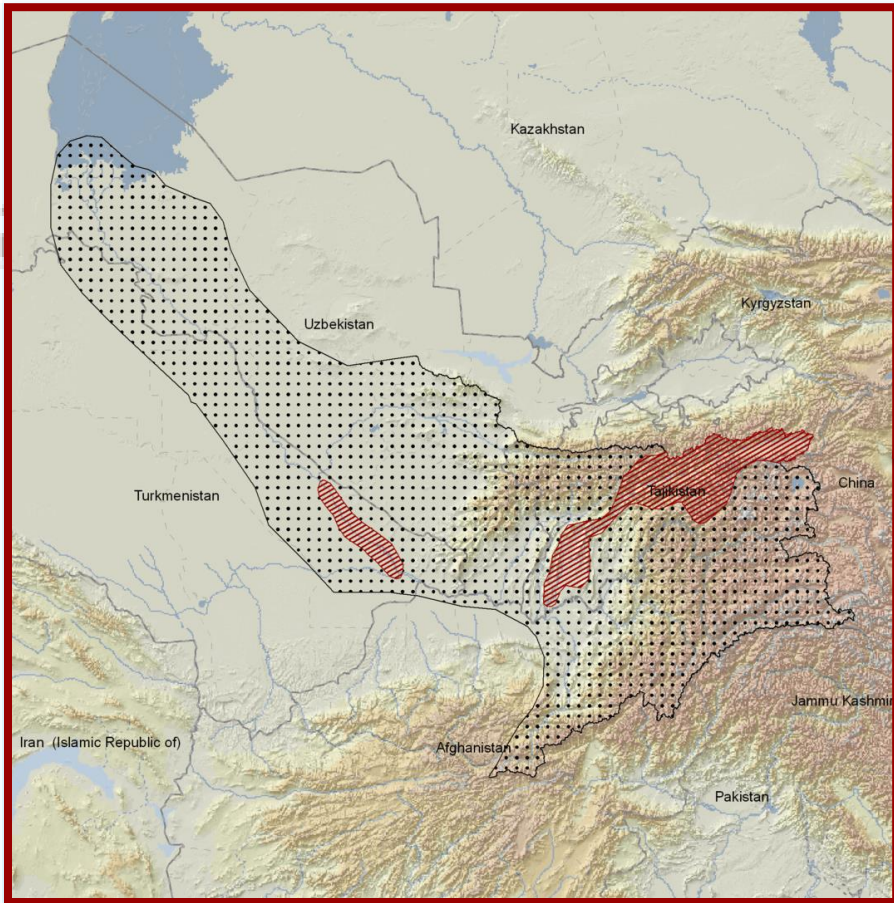 Kazakhstan
Kyrgyzstan
Uzbekistan
China
Tajikistan
Turkmenistan
Jammu Kashmir
Iran (Islamic Republic of)
Afghanistan
Pakistan